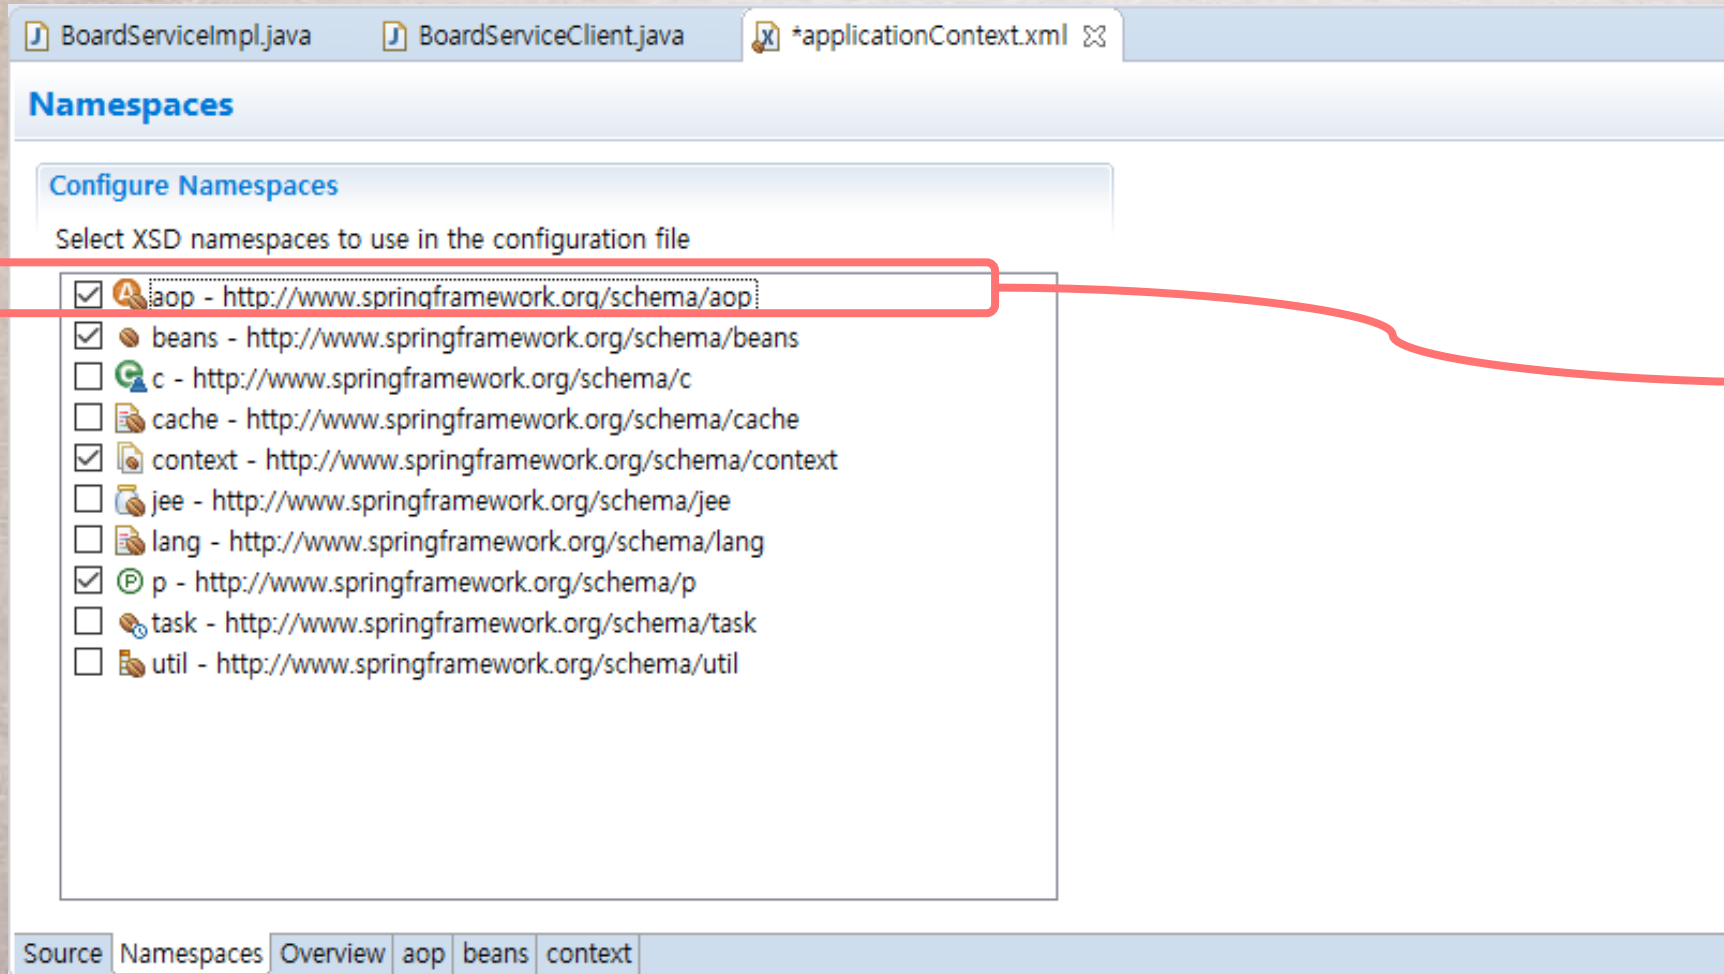 BoardServiceImpl.java BoardServiceClient.java *applicationContext.xml
Namespaces
Configure Namespaces
Select XSD namespaces to use in the configuration file
aop - http://www.springframework.org/schema/aop
beans - http://www.springframework.org/schema/beans
c - http://www.springframework.org/schema/c
cache - http://www.springframework.org/schema/cache
context - http://www.springframework.org/schema/context
jee - http://www.springframework.org/schema/jee
lang - http://www.springframework.org/schema/lang
p - http://www.springframework.org/schema/p
task - http://www.springframework.org/schema/task
util - http://www.springframework.org/schema/util
Source Namespaces Overview aop beans context